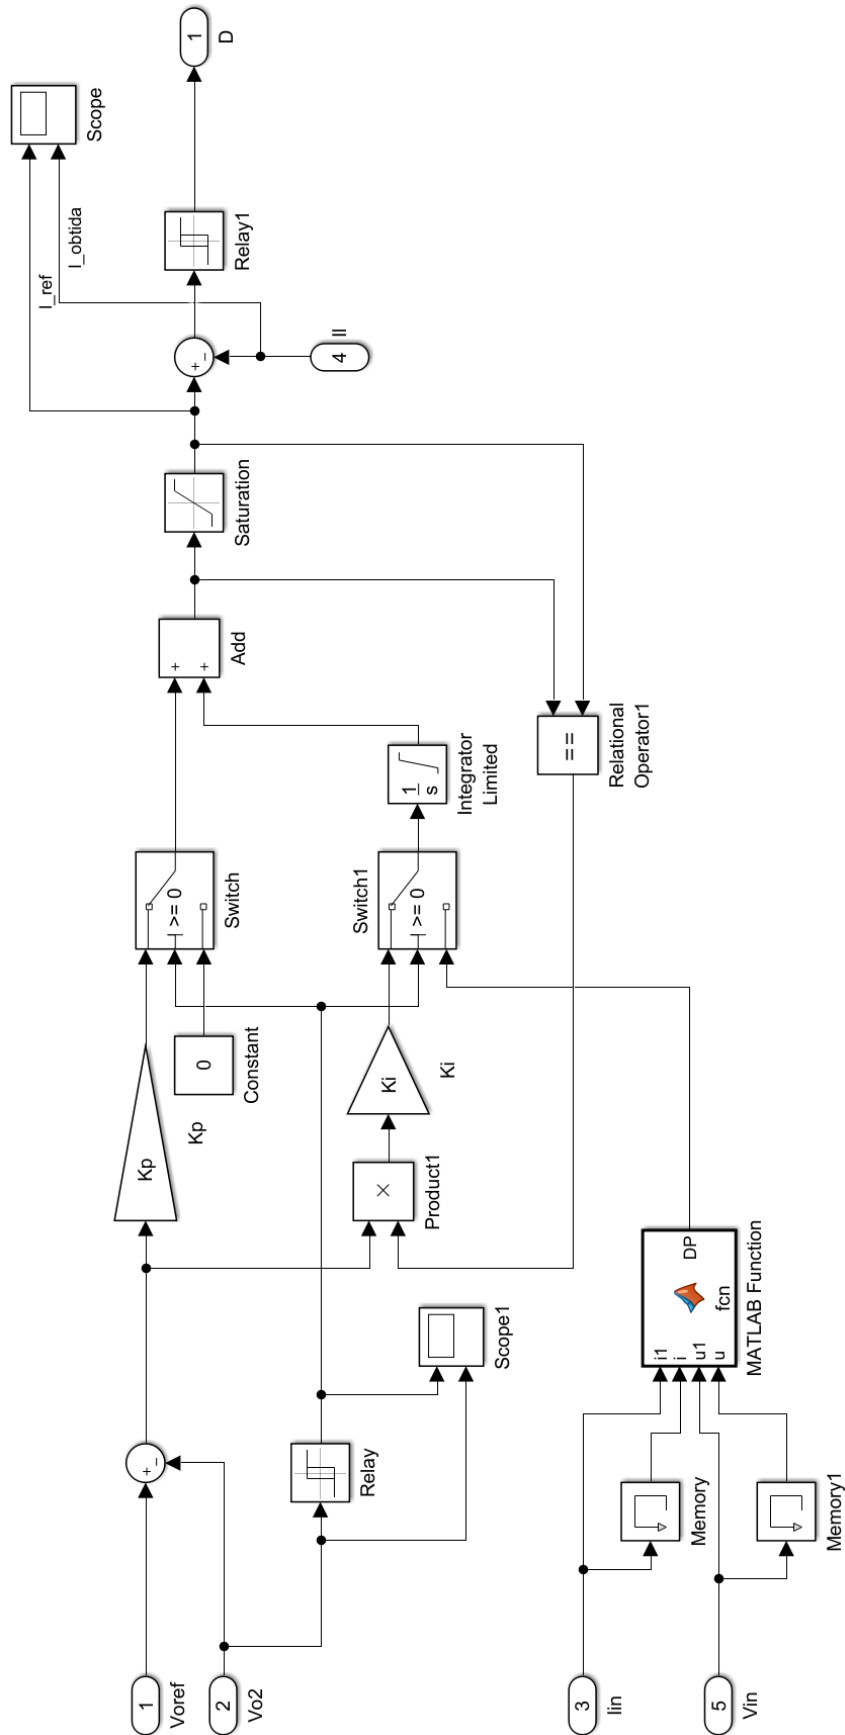 1
Voref
2
Vo2
+
-
Kp
Kp
0
Constant
>= 0
Switch
Relay
Scope1
×
Product1
Ki
Ki
>= 0
Switch1
1
s
Integrator
Limited
+
+
Add
Saturation
==
Relational
Operator1
I_ref
I_obtida
Scope
+
-
4
Il
Relay1
1
D
3
Iin
5
Vin
Memory
Memory1
i1
i
u1
u
DP
fcn
MATLAB Function